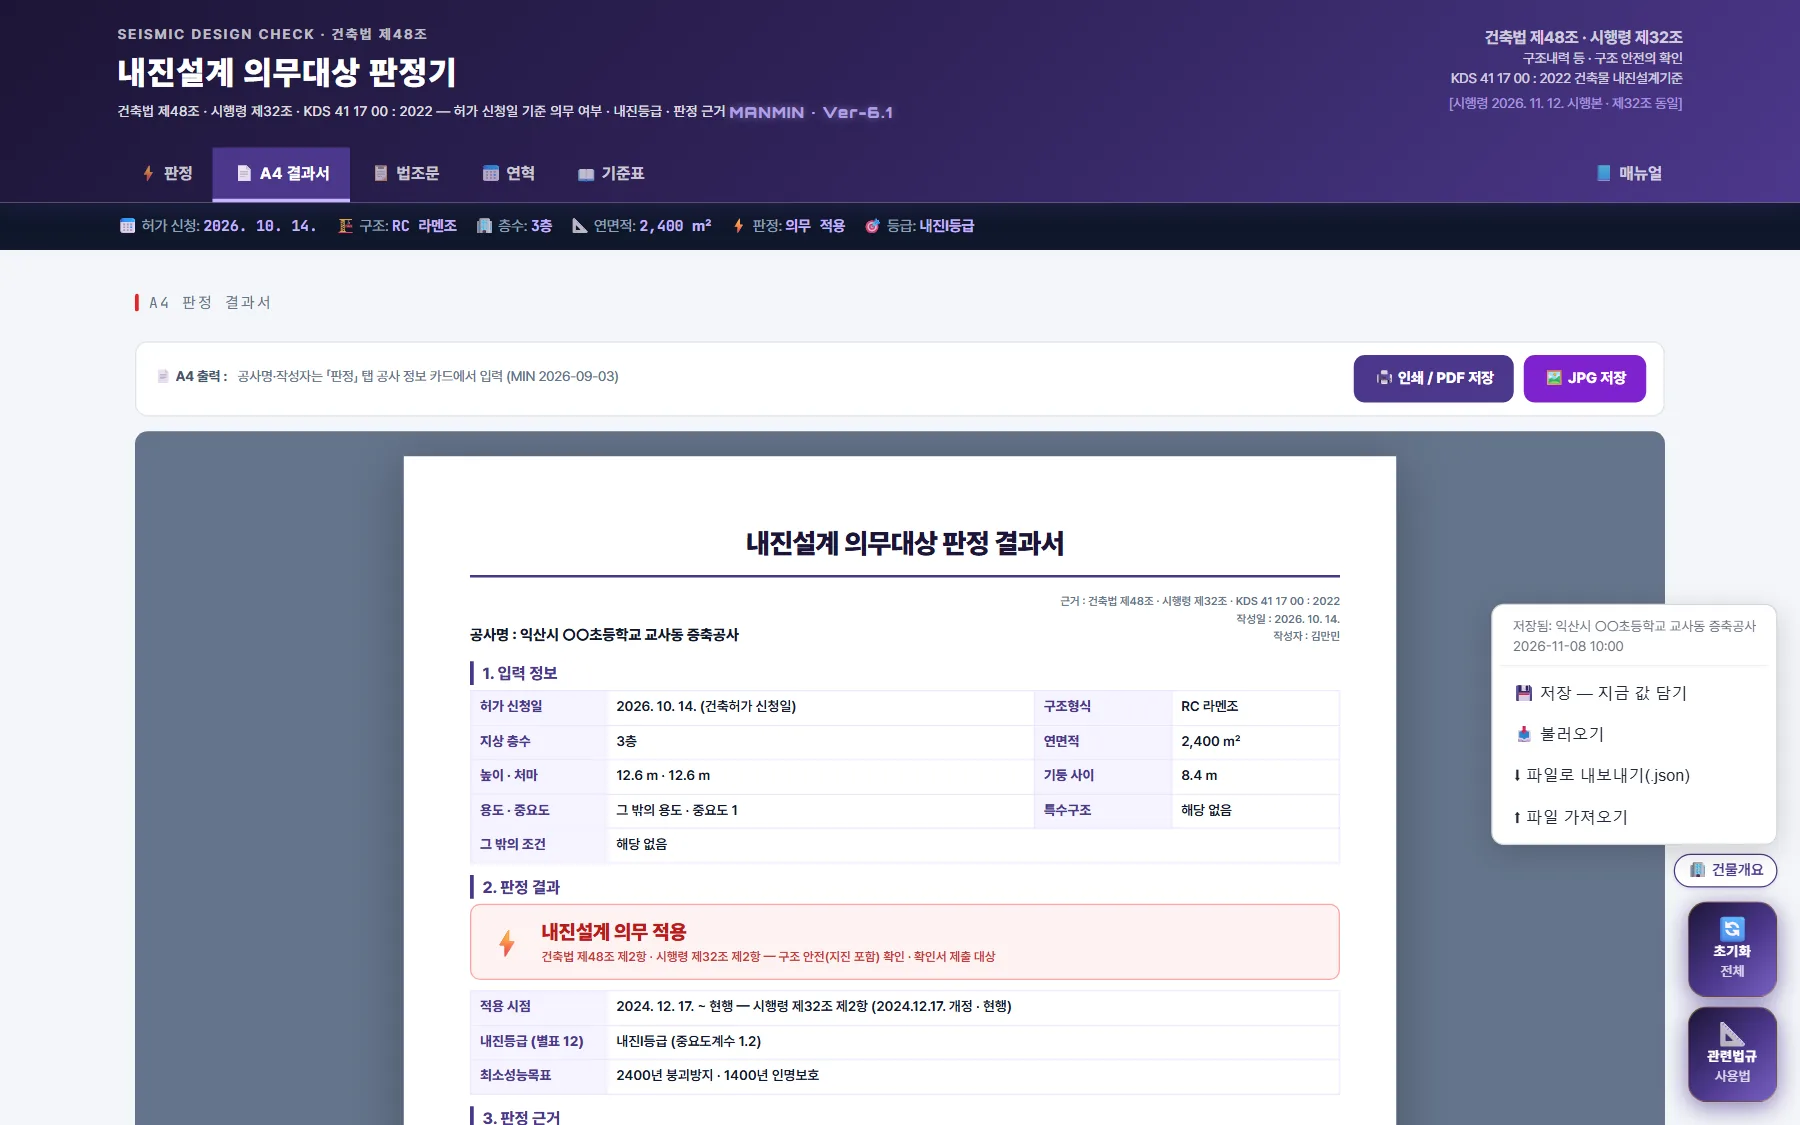 SEISMIC DESIGN CHECK · 건축법 제48조
내진설계 의무대상 판정기
건축법 제48조 · 시행령 제32조 · KDS 41 17 00 : 2022 — 허가 신청일 기준 의무 여부 · 내진등급 · 판정 근거 MANMIN · Ver-6.1
건축법 제48조 · 시행령 제32조
구조내력 등 · 구조 안전의 확인
KDS 41 17 00 : 2022 건축물 내진설계기준
[시행령 2026. 11. 12. 시행본 · 제32조 동일]
판정
A4 결과서
법조문
연혁
기준표
매뉴얼
허가 신청: 2026. 10. 14.
구조: RC 라멘조
층수: 3층
연면적: 2,400 m²
판정: 의무 적용
등급: 내진Ⅰ등급
A4 판정 결과서
A4 출력 : 공사명·작성자는 「판정」 탭 공사 정보 카드에서 입력 (MIN 2026-09-03)
인쇄 / PDF 저장
JPG 저장
내진설계 의무대상 판정 결과서
근거 : 건축법 제48조 · 시행령 제32조 · KDS 41 17 00 : 2022
작성일 : 2026. 10. 14.
작성자 : 김만민
공사명 : 익산시 〇〇초등학교 교사동 증축공사
1. 입력 정보
허가 신청일 2026. 10. 14. (건축허가 신청일) 구조형식 RC 라멘조
지상 층수 3층 연면적 2,400 m²
높이 · 처마 12.6 m · 12.6 m 기둥 사이 8.4 m
용도 · 중요도 그 밖의 용도 · 중요도 1 특수구조 해당 없음
그 밖의 조건 해당 없음
2. 판정 결과
내진설계 의무 적용
건축법 제48조 제2항 · 시행령 제32조 제2항 — 구조 안전(지진 포함) 확인 · 확인서 제출 대상
적용 시점 2024. 12. 17. ~ 현행 — 시행령 제32조 제2항 (2024.12.17. 개정 · 현행)
내진등급 (별표 12) 내진Ⅰ등급 (중요도계수 1.2)
최소성능목표 2400년 붕괴방지 · 1400년 인명보호
3. 판정 근거
저장됨: 익산시 〇〇초등학교 교사동 증축공사
2026-11-08 10:00
저장 — 지금 값 담기
불러오기
⬇ 파일로 내보내기(.json)
⬆ 파일 가져오기
건물개요
초기화
전체
관련법규
사용법